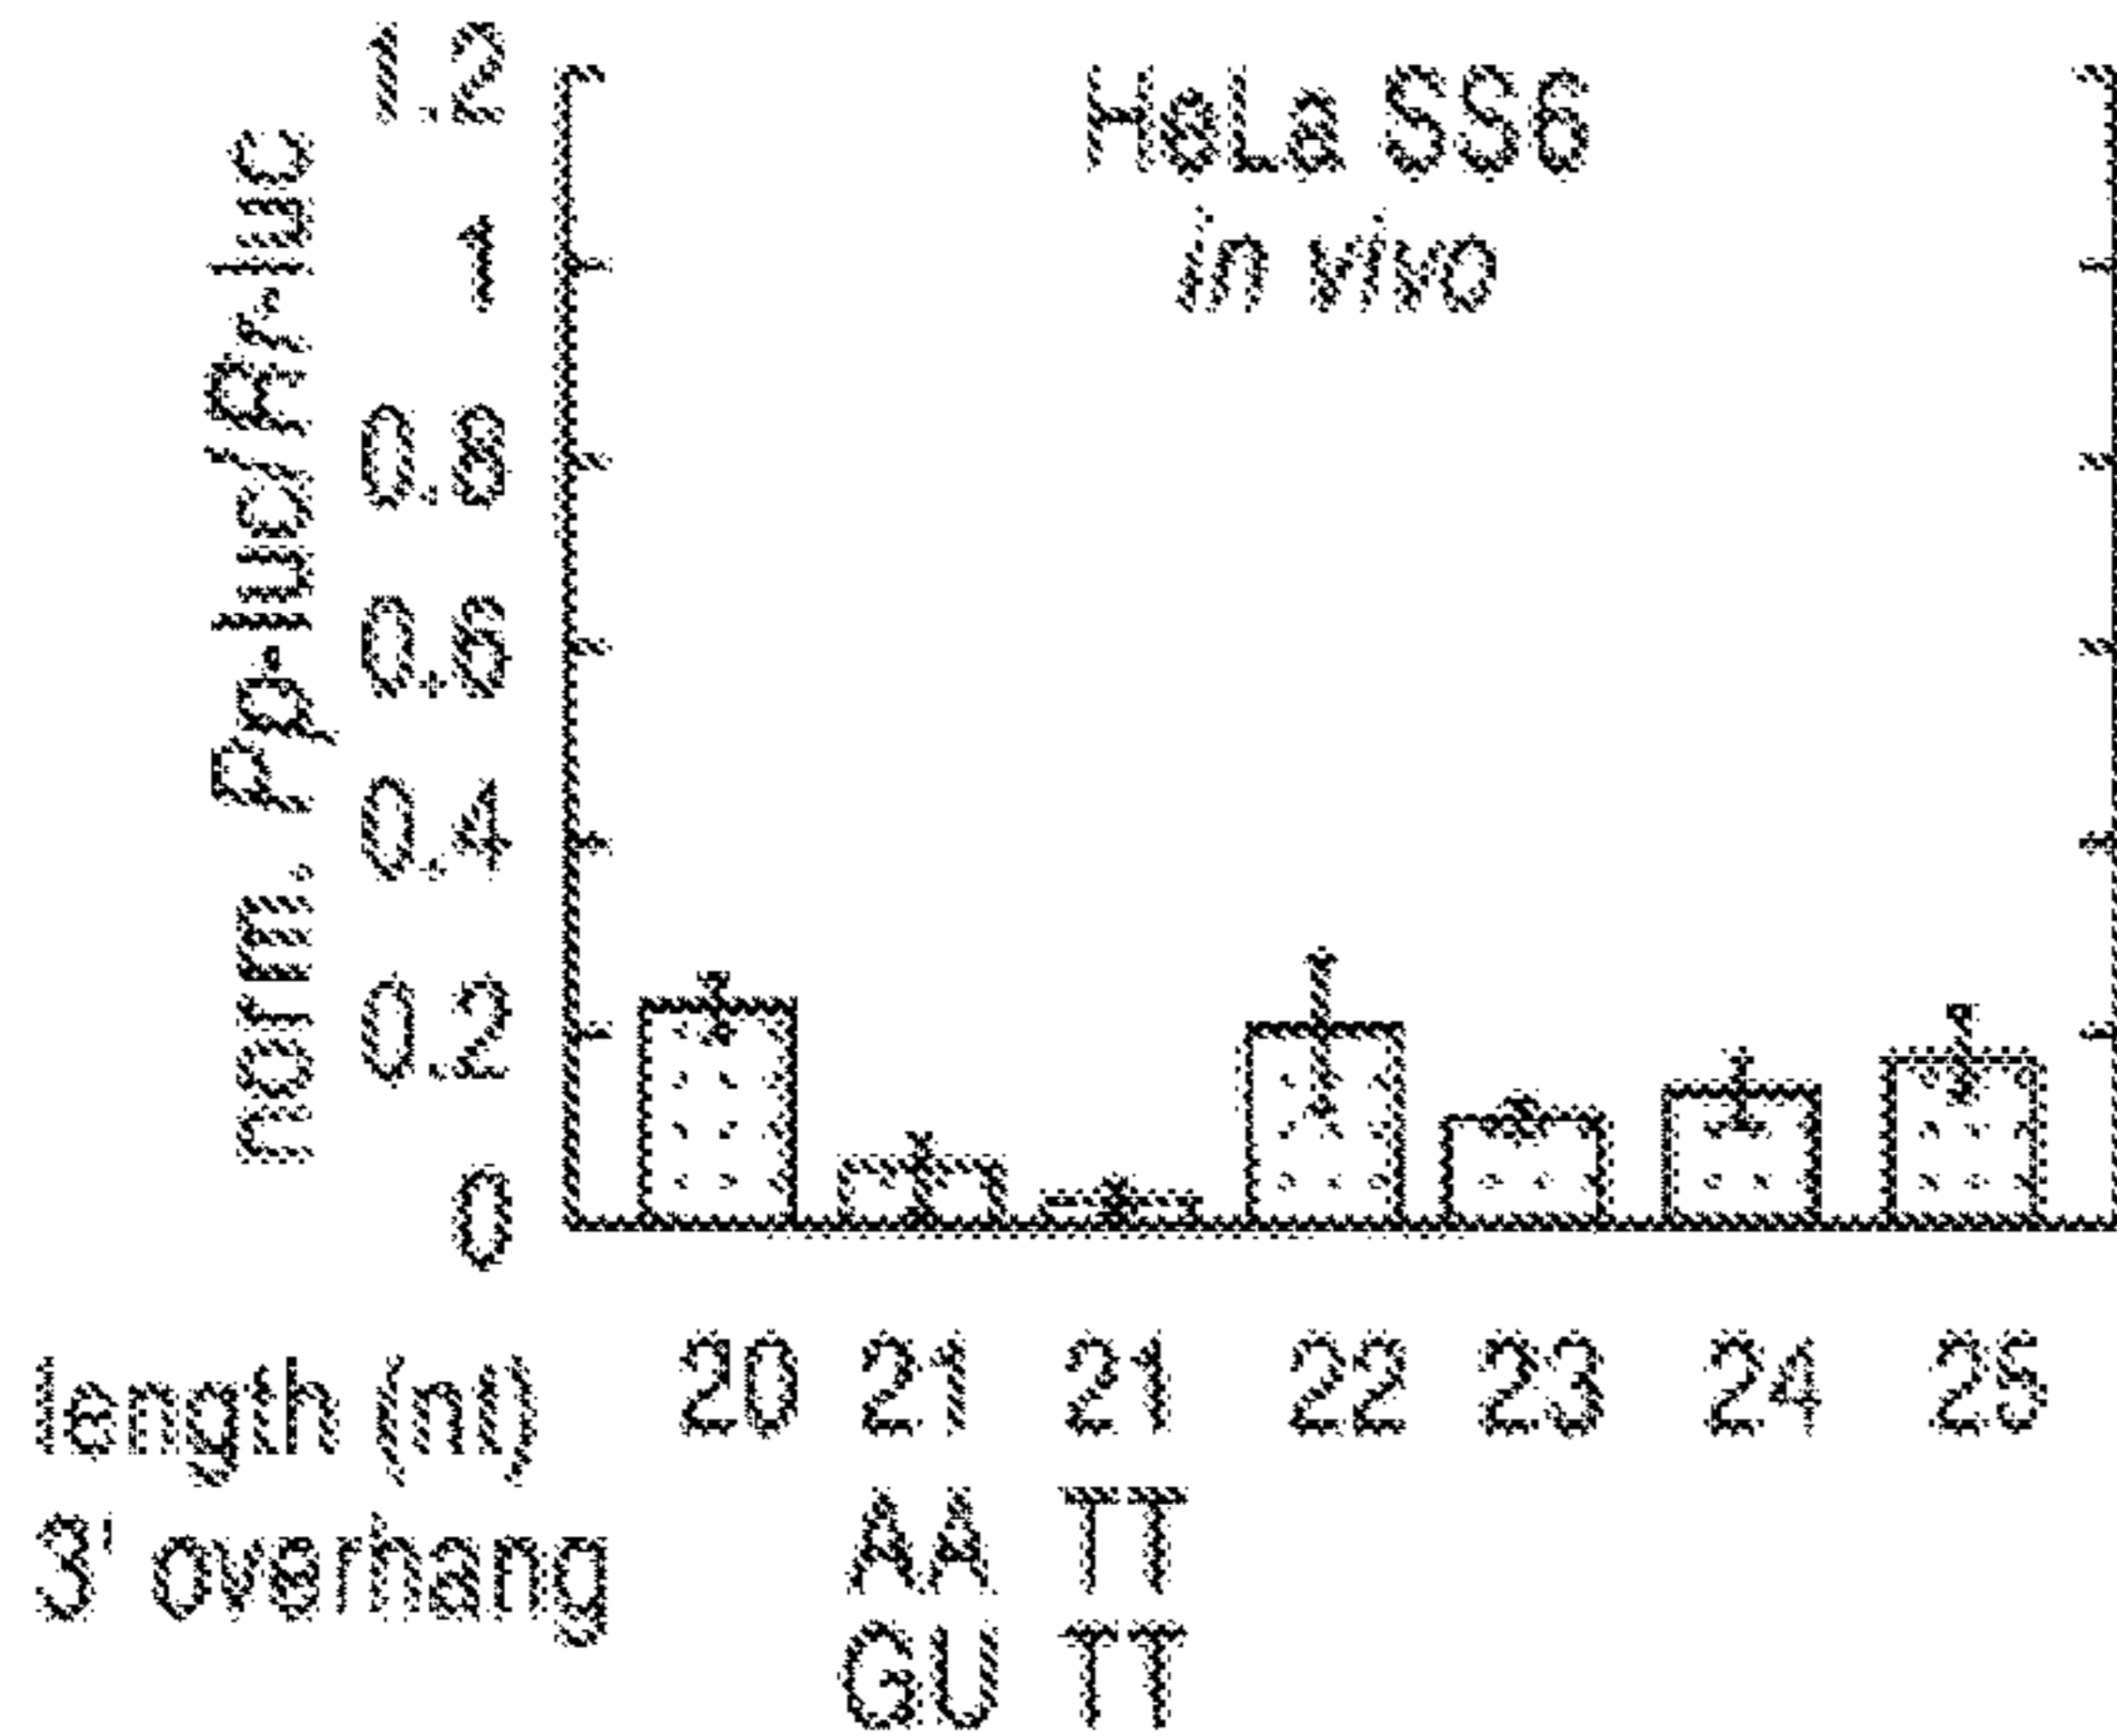 HeLa SS6
in vivo
norm. Pp-luc/Rr-luc
1.2
1
0.8
0.6
0.4
0.2
0
length (nt) 20 21 21 22 23 24 25
3' overhang AA TT
GU TT